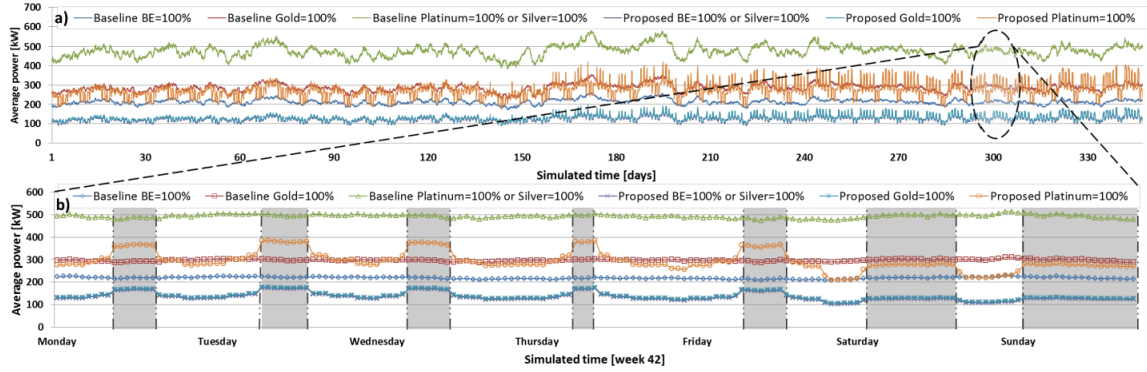 a)
Baseline BE=100% Baseline Gold=100% Baseline Platinum=100% or Silver=100% Proposed BE=100% or Silver=100% Proposed Gold=100% Proposed Platinum=100%
Average power [kW]
600
500
400
300
200
100
0
1 30 60 90 120 150 180 210 240 270 300 330
Simulated time [days]
b)
Baseline BE=100% Baseline Gold=100% Baseline Platinum=100% or Silver=100% Proposed BE=100% or Silver=100% Proposed Gold=100% Proposed Platinum=100%
Average power [kW]
600
500
400
300
200
100
0
Monday Tuesday Wednesday Thursday Friday Saturday Sunday
Simulated time [week 42]